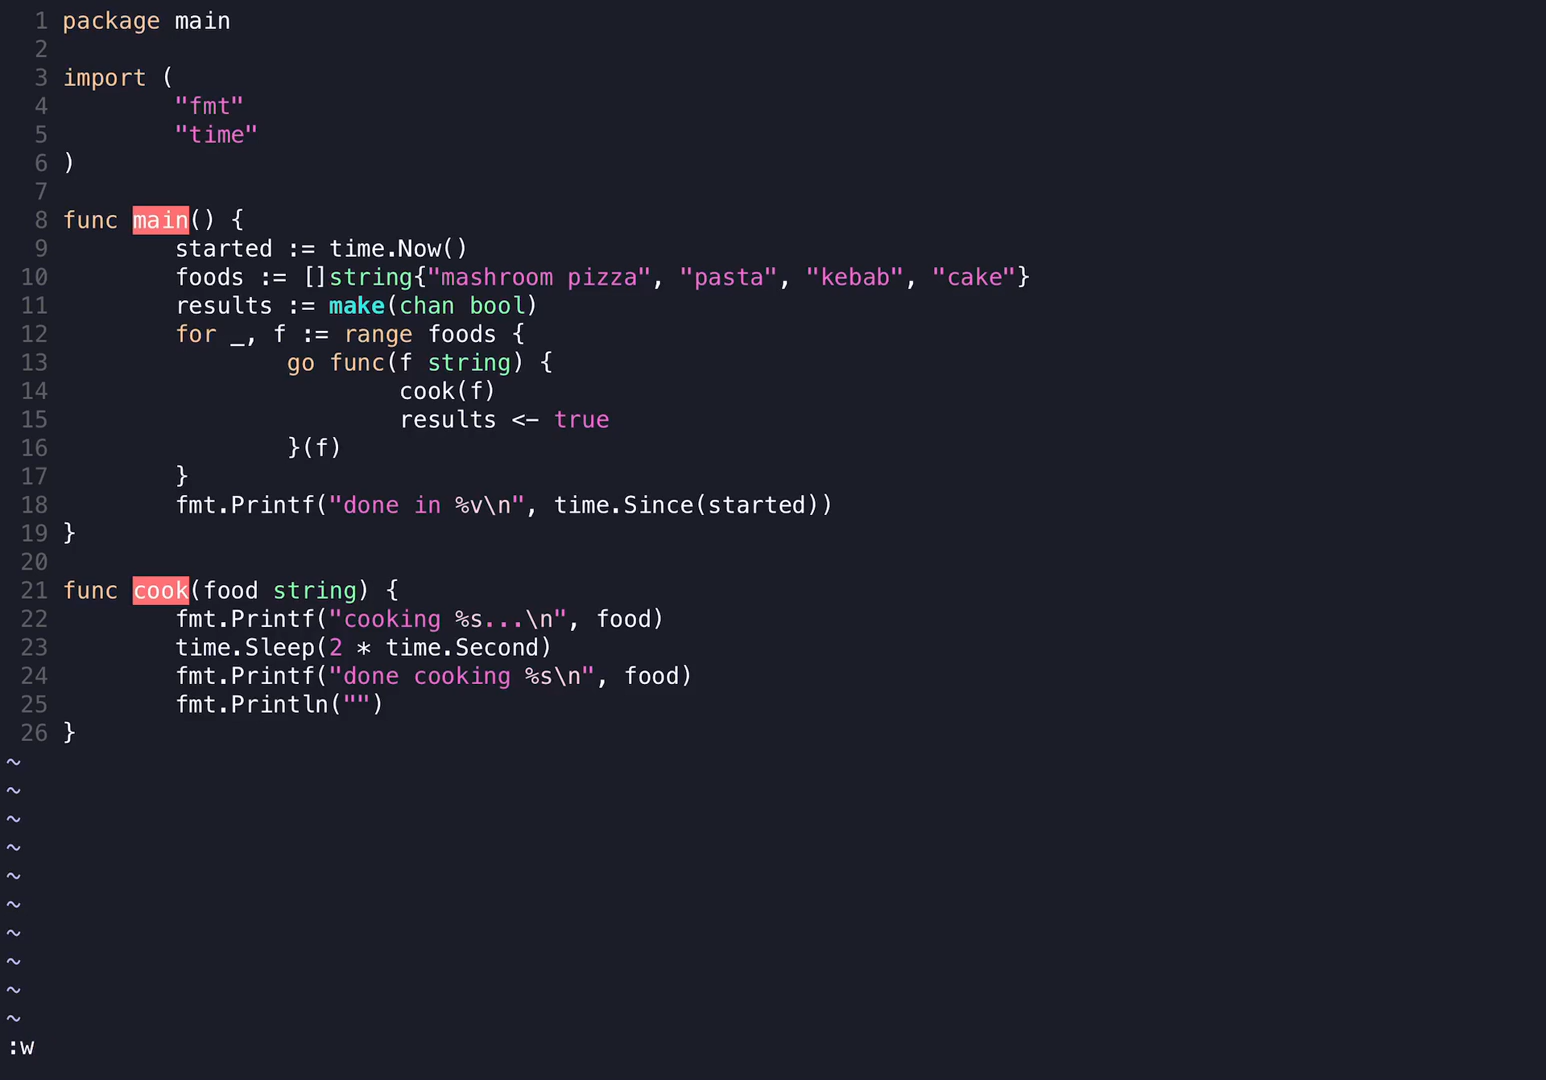 1 package main
2
3 import (
4         "fmt"
5         "time"
6 )
7
8 func main() {
9         started := time.Now()
10         foods := []string{"mashroom pizza", "pasta", "kebab", "cake"}
11         results := make(chan bool)
12         for _, f := range foods {
13                 go func(f string) {
14                         cook(f)
15                         results <- true
16                 }(f)
17         }
18         fmt.Printf("done in %v\n", time.Since(started))
19 }
20
21 func cook(food string) {
22         fmt.Printf("cooking %s...\n", food)
23         time.Sleep(2 * time.Second)
24         fmt.Printf("done cooking %s\n", food)
25         fmt.Println("")
26 }
~
~
~
~
~
~
~
~
~
~
:w